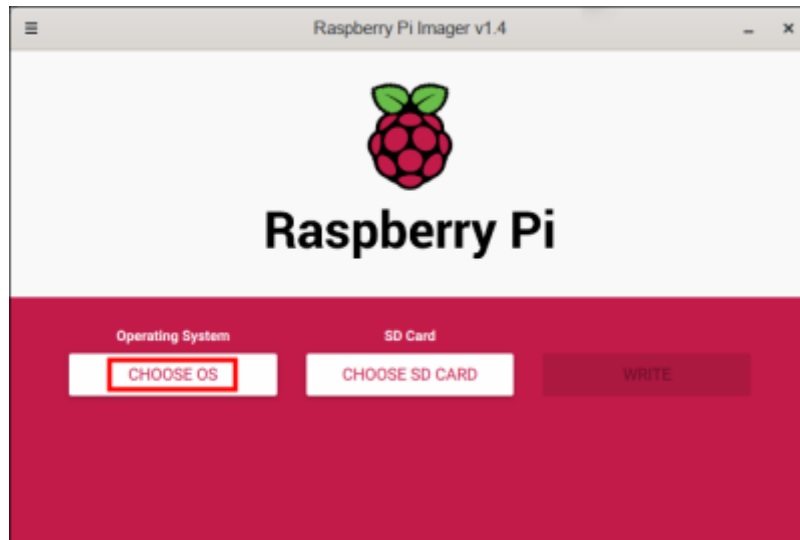 Raspberry Pi Imager v1.4
Raspberry Pi
Operating System
SD Card
CHOOSE OS
CHOOSE SD CARD
WRITE